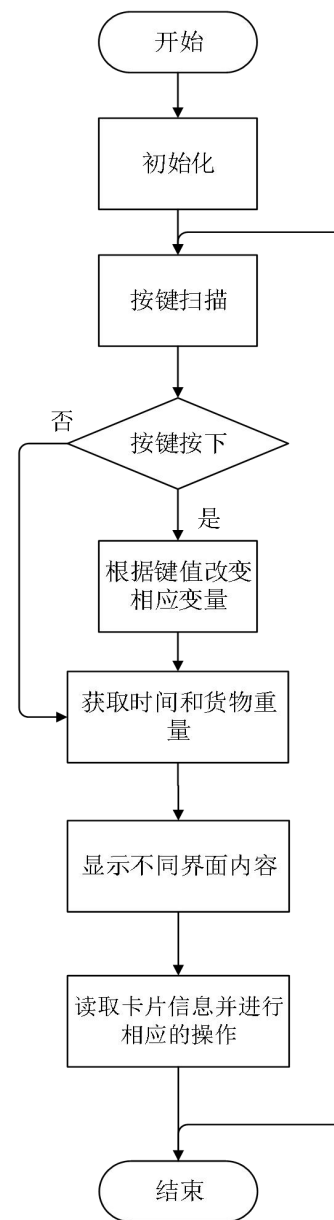 开始
初始化
按键扫描
按键按下
否
是
根据键值改变
相应变量
获取时间和货物重
量
显示不同界面内容
读取卡片信息并进行
相应的操作
结束